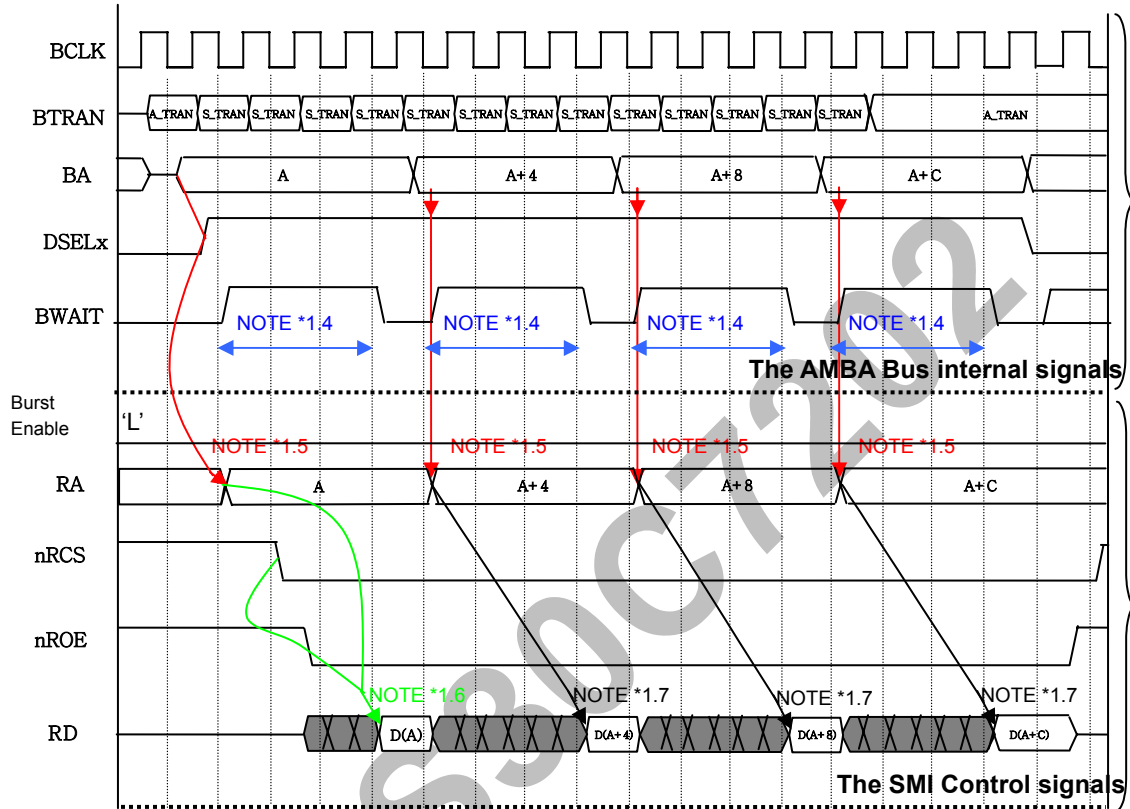 BCLK
BTRAN A_TRAN S_TRAN S_TRAN S_TRAN S_TRAN S_TRAN S_TRAN S_TRAN S_TRAN S_TRAN S_TRAN S_TRAN S_TRAN S_TRAN A_TRAN
BA A A+4 A+8 A+C
DSELx
BWAIT NOTE *1.4 NOTE *1.4 NOTE *1.4 NOTE *1.4
The AMBA Bus internal signals
Burst
Enable
'L'
NOTE *1.5 NOTE *1.5 NOTE *1.5 NOTE *1.5
RA A A+4 A+8 A+C
nRCS
nROE
NOTE *1.6 NOTE *1.7 NOTE *1.7 NOTE *1.7
RD D(A) D(A+4) D(A+8) D(A+C)
The SMI Control signals
S30C7202